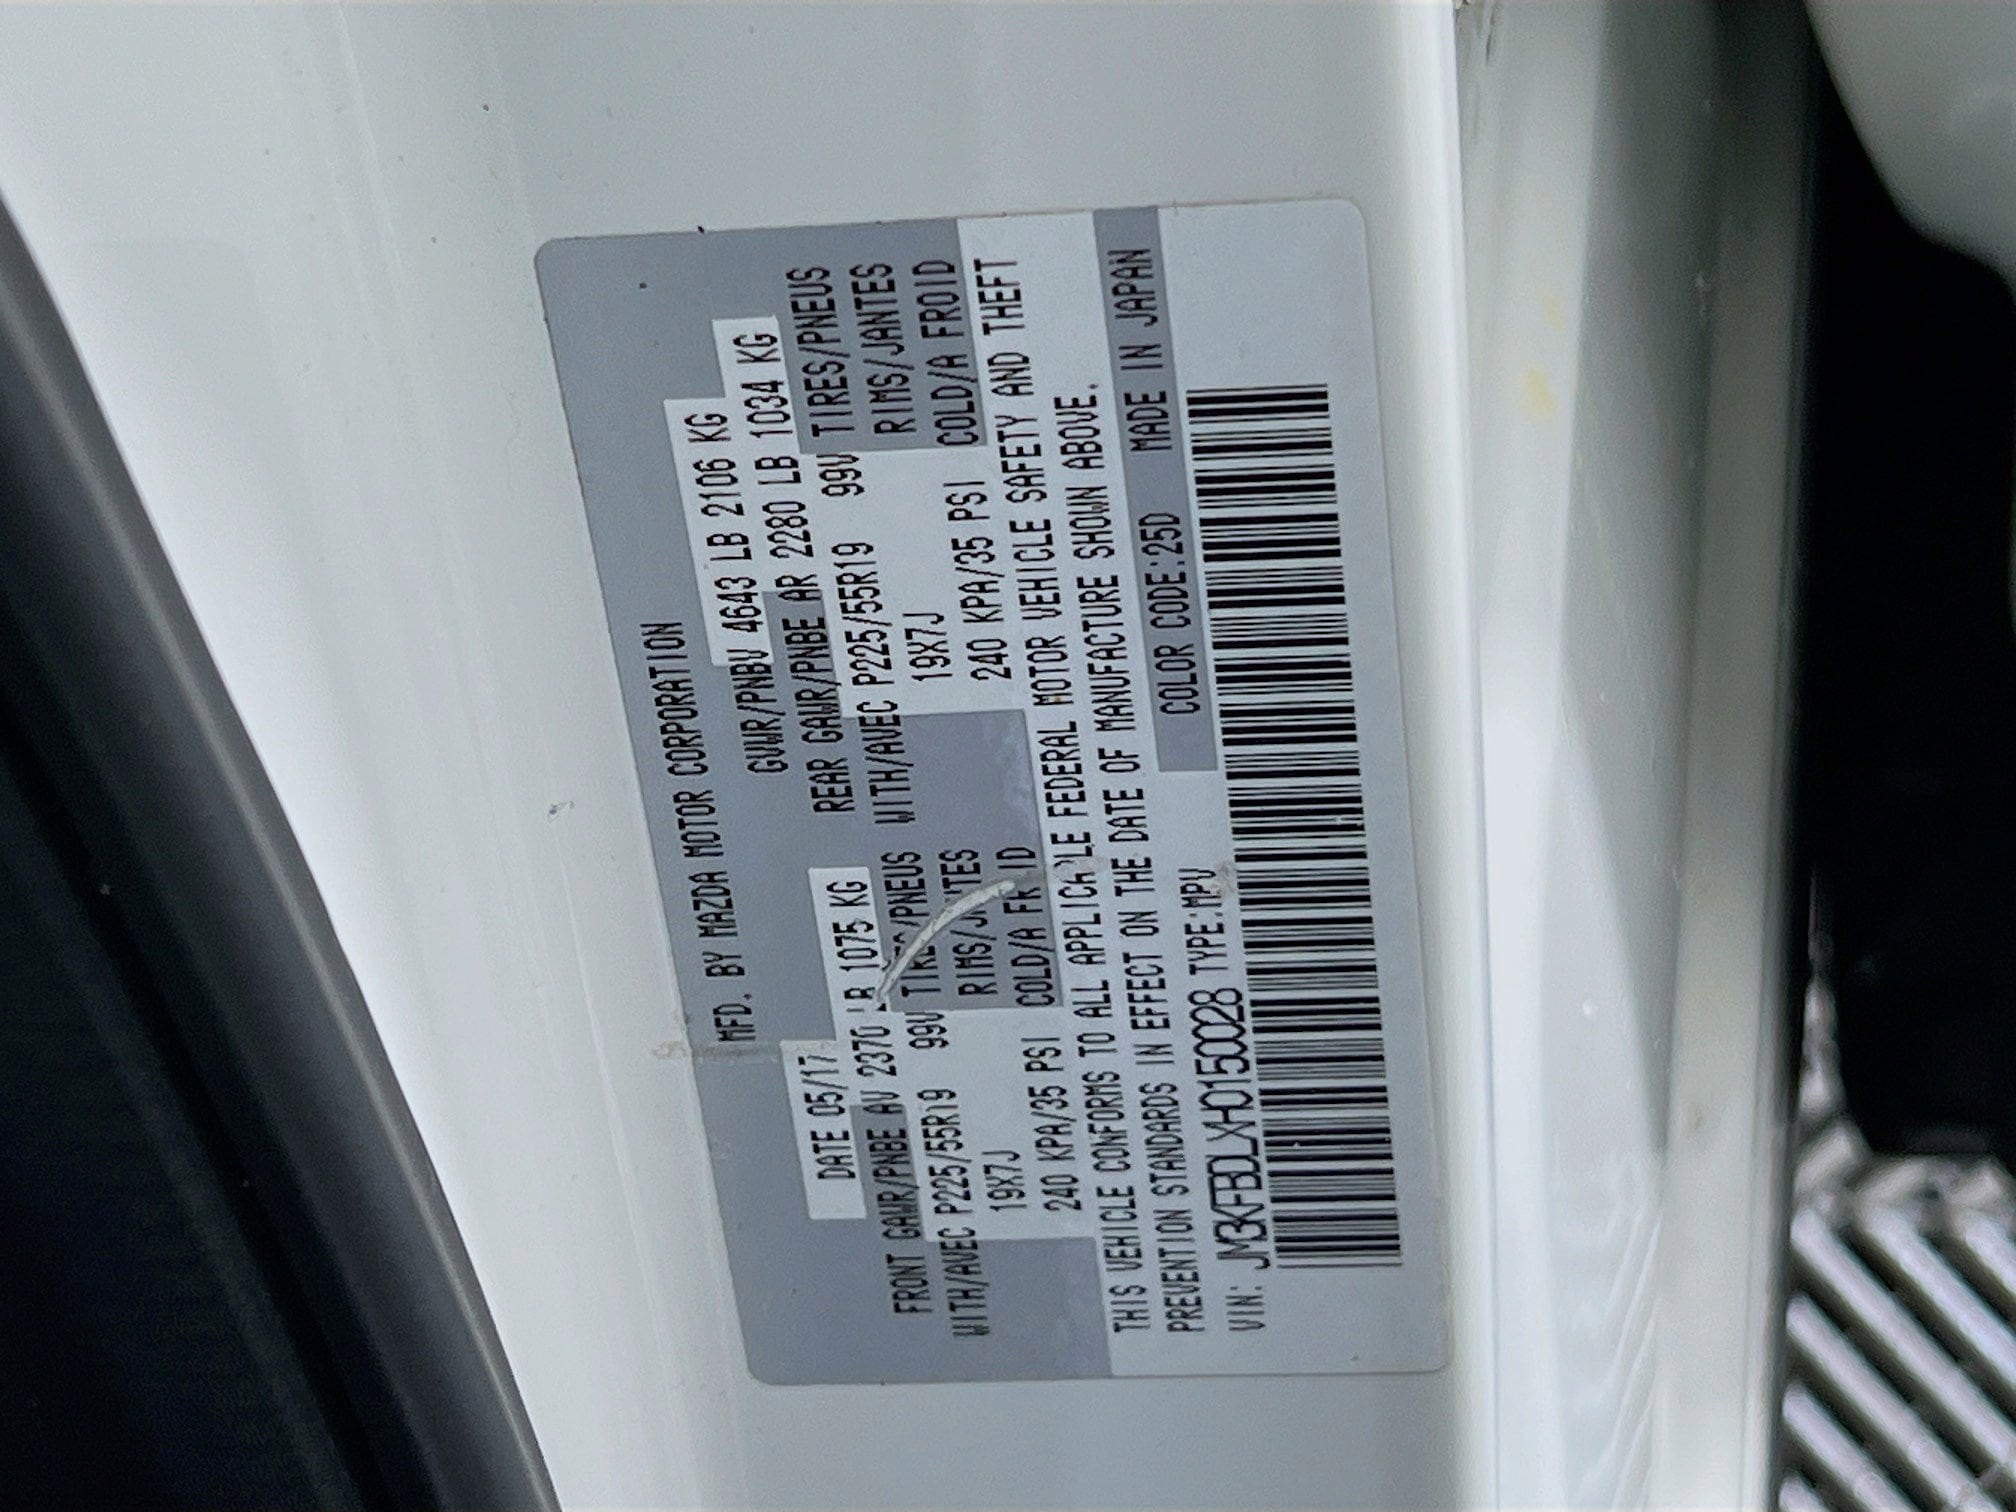 MFD. BY MAZDA MOTOR CORPORATION
DATE 05/17 GVWR/PNBV 4643 LB 2106 KG
FRONT GAWR/PNBE AV 2370 LB 1075 KG REAR GAWR/PNBE AR 2280 LB 1034 KG
WITH/AVEC P225/55R19 99V TIRES/PNEUS WITH/AVEC P225/55R19 99V TIRES/PNEUS
19X7J RIMS/JANTES 19X7J RIMS/JANTES
240 KPA/35 PSI COLD/A FROID 240 KPA/35 PSI COLD/A FROID
THIS VEHICLE CONFORMS TO ALL APPLICABLE FEDERAL MOTOR VEHICLE SAFETY AND THEFT
PREVENTION STANDARDS IN EFFECT ON THE DATE OF MANUFACTURE SHOWN ABOVE.
VIN: JM3KFBDLXH0150028 TYPE:MPV COLOR CODE:25D MADE IN JAPAN